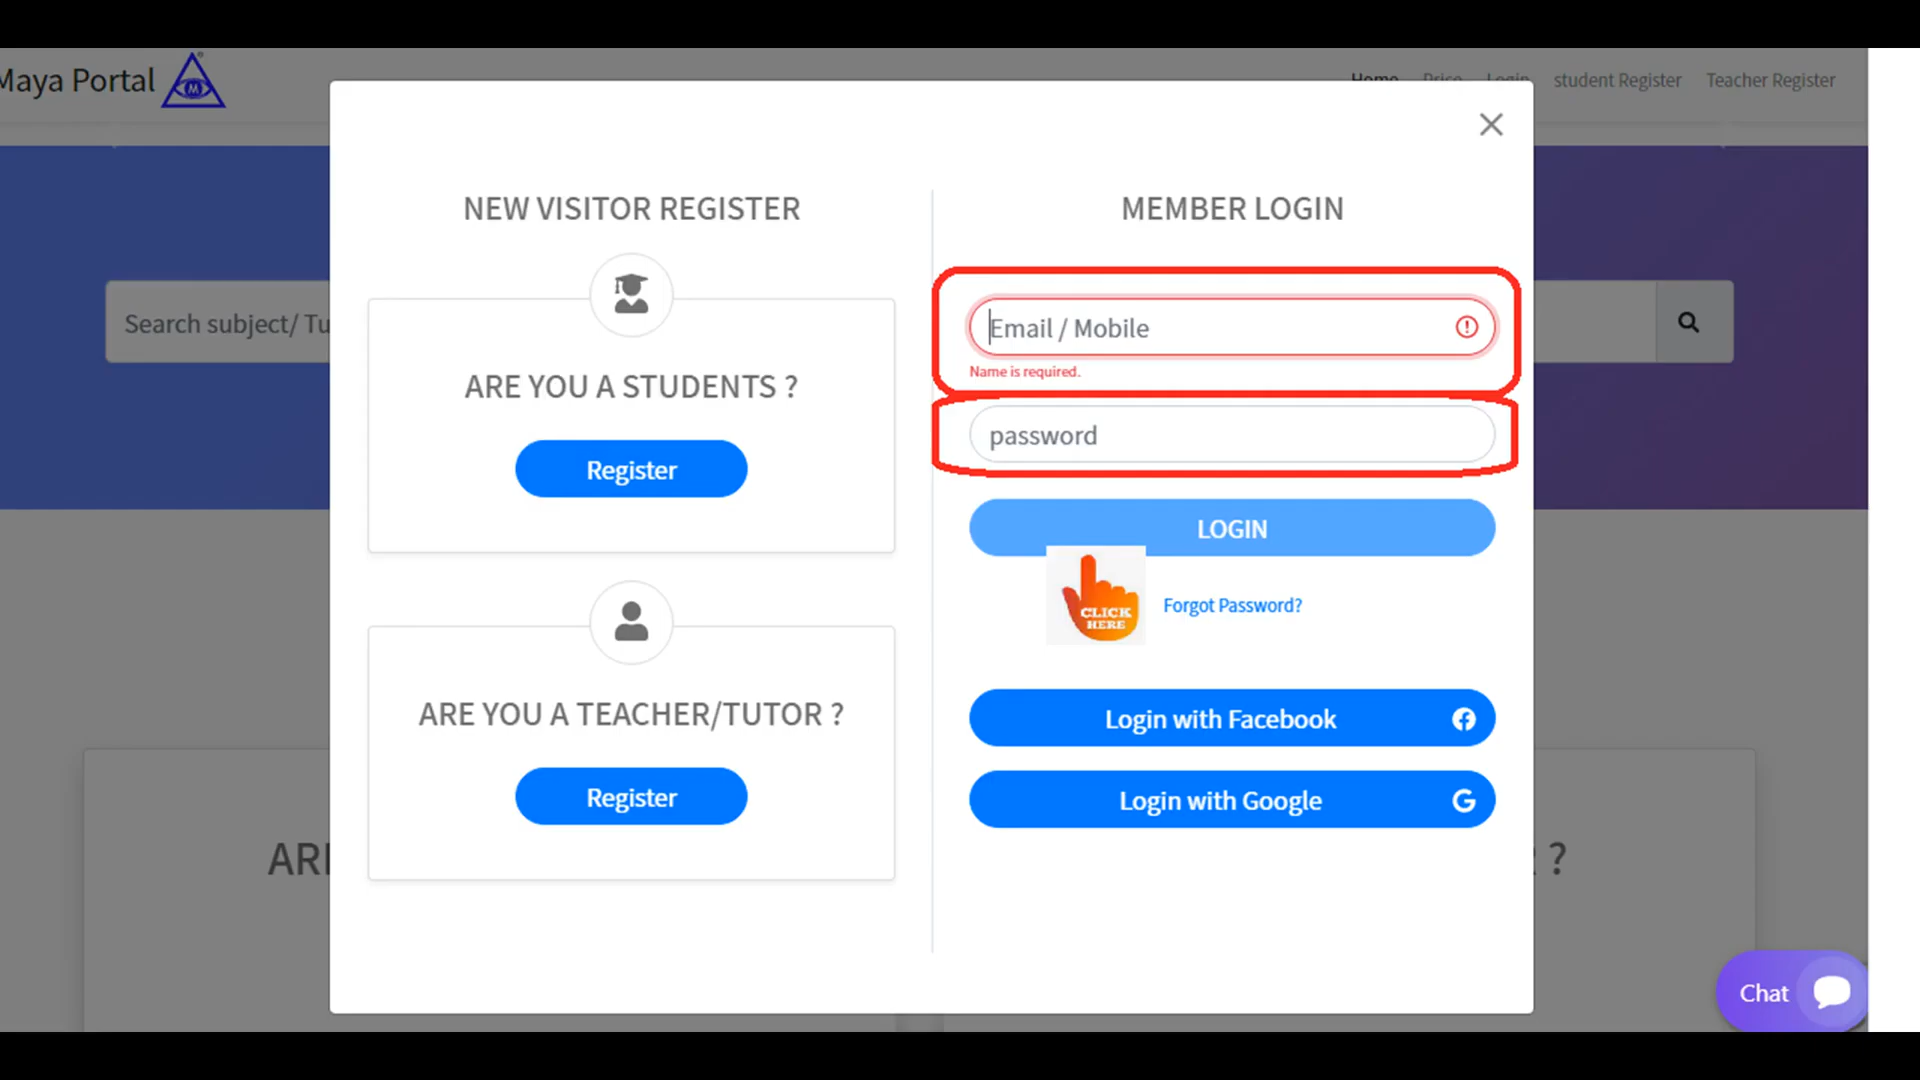 Maya Portal
M
Home Price Login student Register Teacher Register
NEW VISITOR REGISTER
MEMBER LOGIN
Search subject/ Tu
Email / Mobile
Name is required.
ARE YOU A STUDENTS ?
password
Register
LOGIN
CLICK
HERE
Forgot Password?
ARE YOU A TEACHER/TUTOR ?
Login with Facebook
Register
Login with Google
ARE
?
Chat